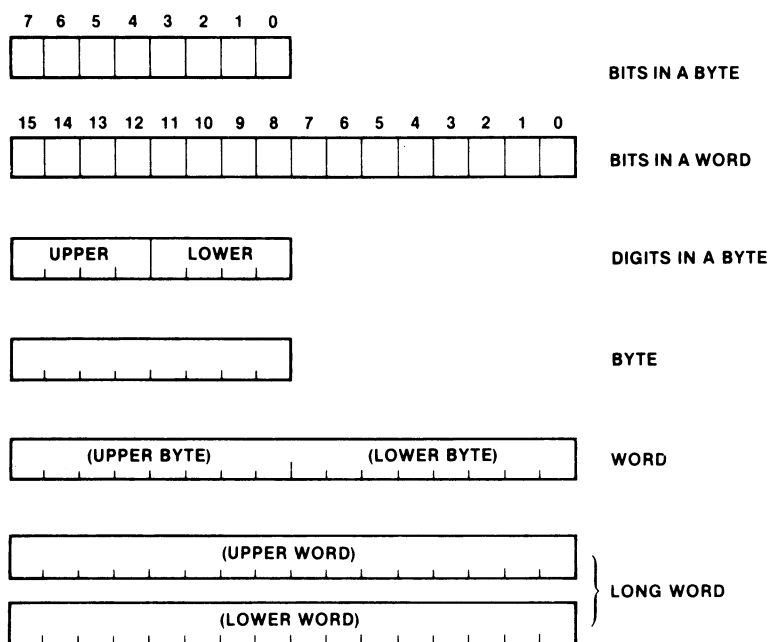 7 6 5 4 3 2 1 0
BITS IN A BYTE
15 14 13 12 11 10 9 8 7 6 5 4 3 2 1 0
BITS IN A WORD
UPPER LOWER
DIGITS IN A BYTE
BYTE
(UPPER BYTE) (LOWER BYTE)
WORD
(UPPER WORD)
LONG WORD
(LOWER WORD)